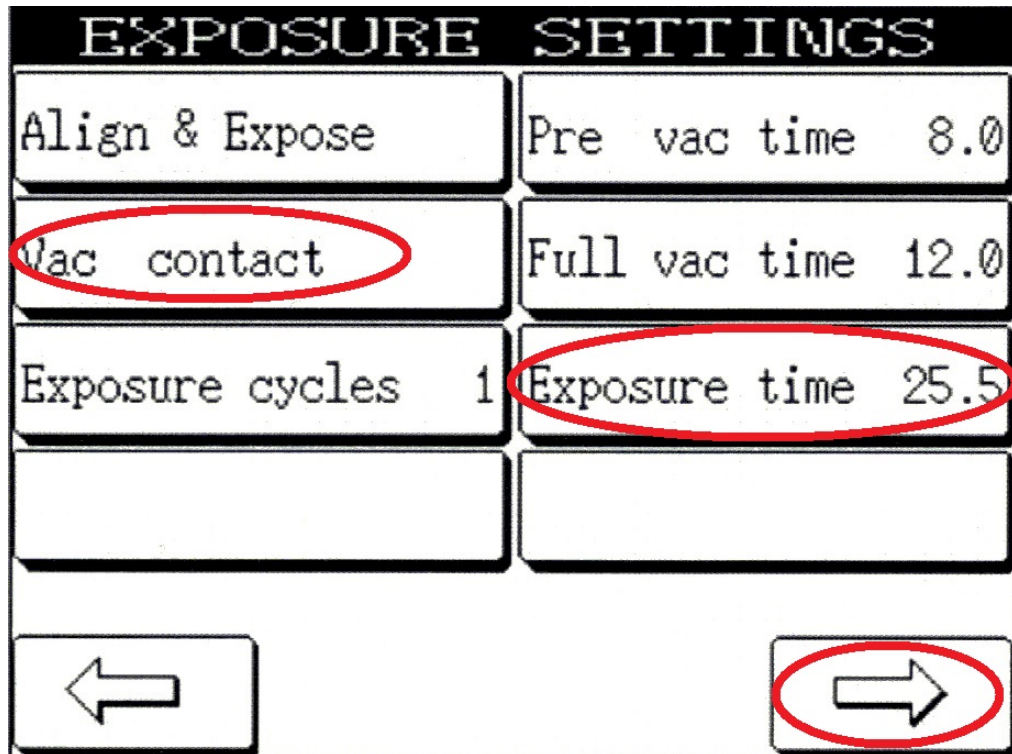 EXPOSURE SETTINGS
Align & Expose
Pre vac time 8.0
Vac contact
Full vac time 12.0
Exposure cycles 1
Exposure time 25.5